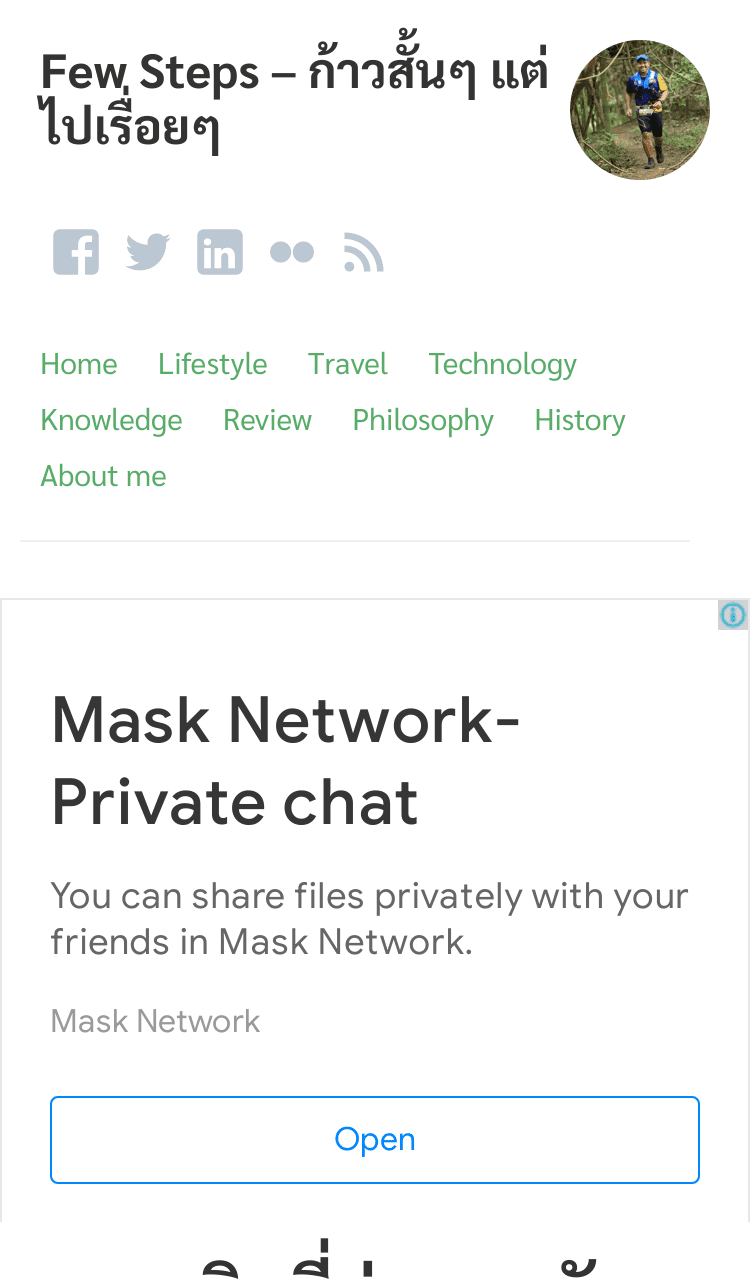 Few Steps – ก้าวสั้นๆ แต่
ไปเรื่อยๆ
Home Lifestyle Travel Technology
Knowledge Review Philosophy History
About me
Mask Network-
Private chat
You can share files privately with your
friends in Mask Network.
Mask Network
Open